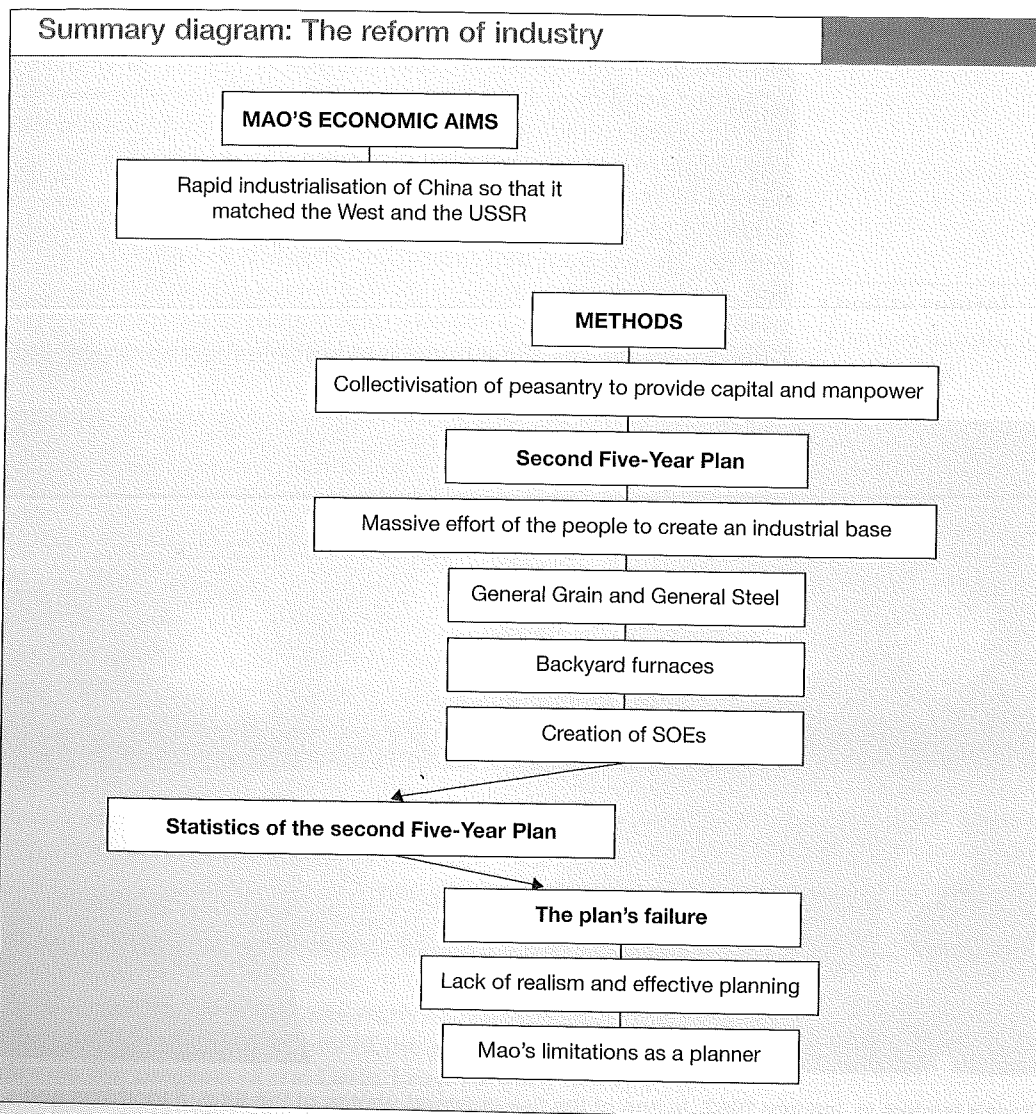 Summary diagram: The reform of industry
MAO'S ECONOMIC AIMS
Rapid industrialisation of China so that it
matched the West and the USSR
METHODS
Collectivisation of peasantry to provide capital and manpower
Second Five-Year Plan
Massive effort of the people to create an industrial base
General Grain and General Steel
Backyard furnaces
Creation of SOEs
Statistics of the second Five-Year Plan
The plan's failure
Lack of realism and effective planning
Mao's limitations as a planner